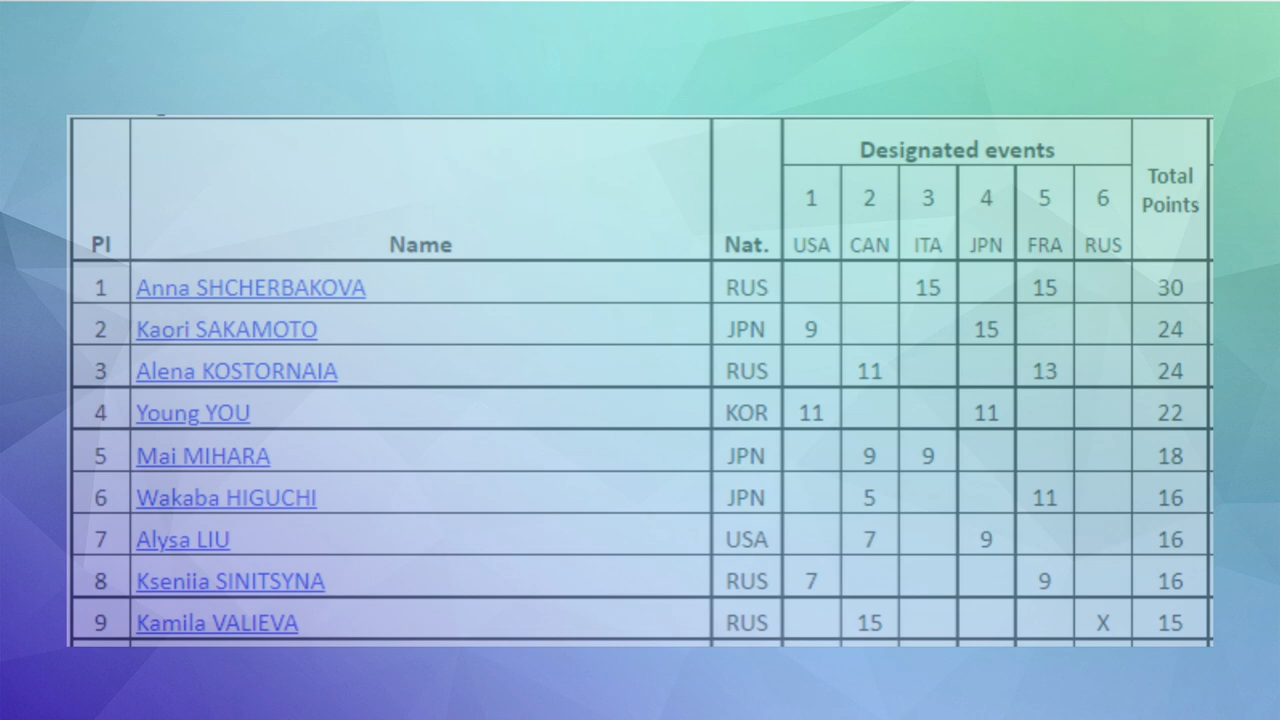 Designated events
Total
Points
1 2 3 4 5 6
Pl Name Nat. USA CAN ITA JPN FRA RUS
1 Anna SHCHERBAKOVA RUS 15 15 30
2 Kaori SAKAMOTO JPN 9 15 24
3 Alena KOSTORNAIA RUS 11 13 24
4 Young YOU KOR 11 11 22
5 Mai MIHARA JPN 9 9 18
6 Wakaba HIGUCHI JPN 5 11 16
7 Alysa LIU USA 7 9 16
8 Kseniia SINITSYNA RUS 7 9 16
9 Kamila VALIEVA RUS 15 X 15